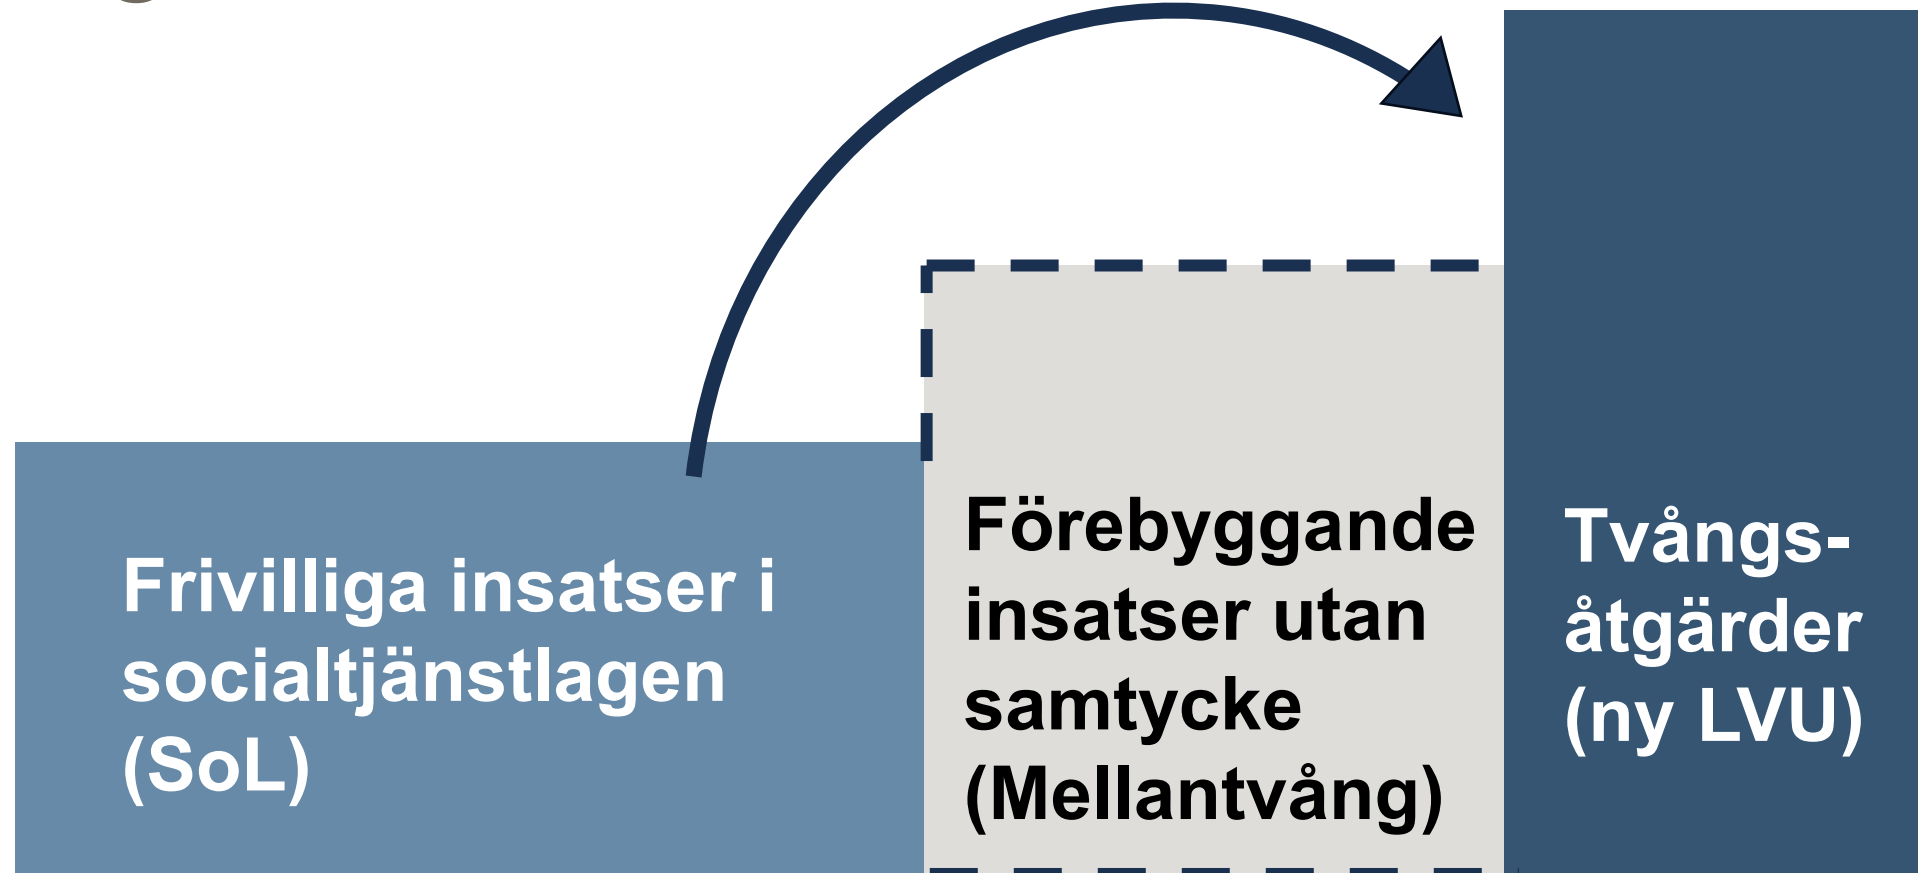 Frivilliga insatser i
socialtjänstlagen
(SoL)
Förebyggande
insatser utan
samtycke
(Mellantvång)
Tvångs-
åtgärder
(ny LVU)